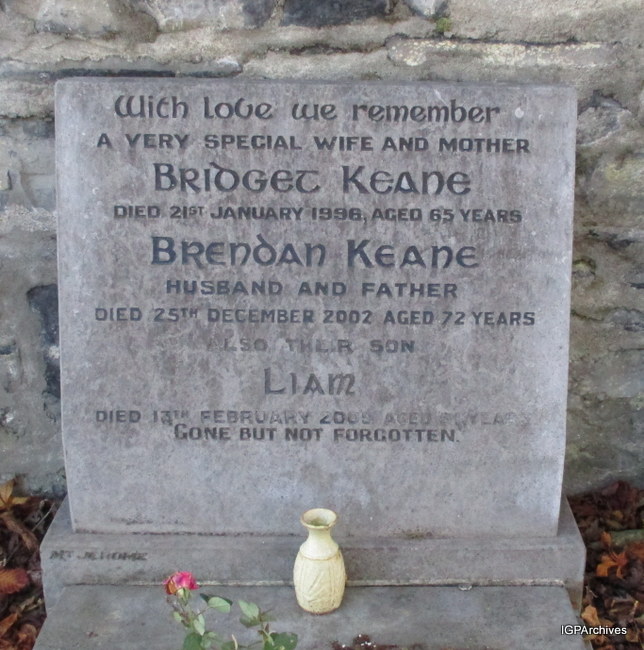 With love we remember
A VERY SPECIAL WIFE AND MOTHER
BRIDGET KEANE
DIED 21ST JANUARY 1996, AGED 65 YEARS
BRENDAN KEANE
HUSBAND AND FATHER
DIED 25TH DECEMBER 2002 AGED 72 YEARS
ALSO THEIR SON
LIAM
DIED 13TH FEBRUARY AGED YEARS
"GONE BUT NOT FORGOTTEN."
IGPArchives